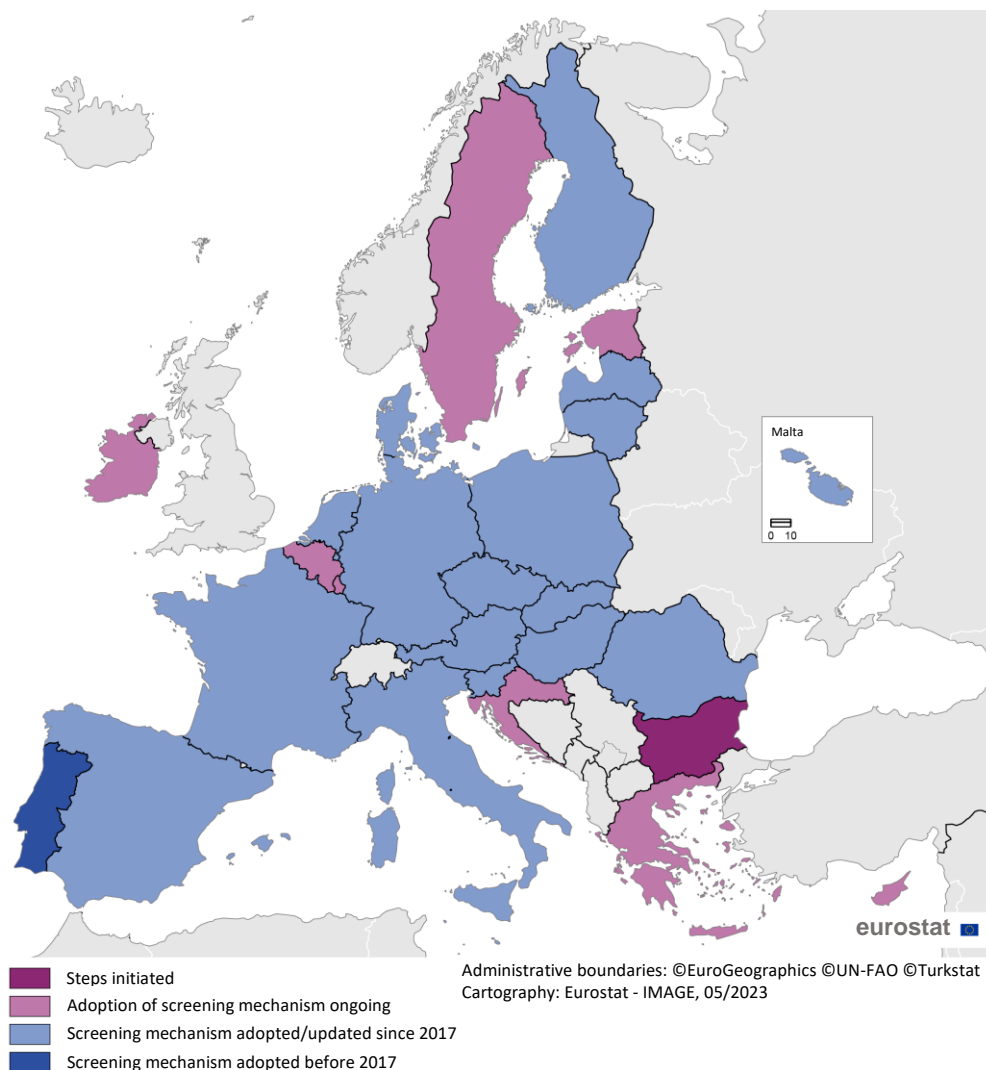 Malta
0 10
eurostat
Steps initiated
Adoption of screening mechanism ongoing
Screening mechanism adopted/updated since 2017
Screening mechanism adopted before 2017
Administrative boundaries: ©EuroGeographics ©UN-FAO ©Turkstat
Cartography: Eurostat - IMAGE, 05/2023